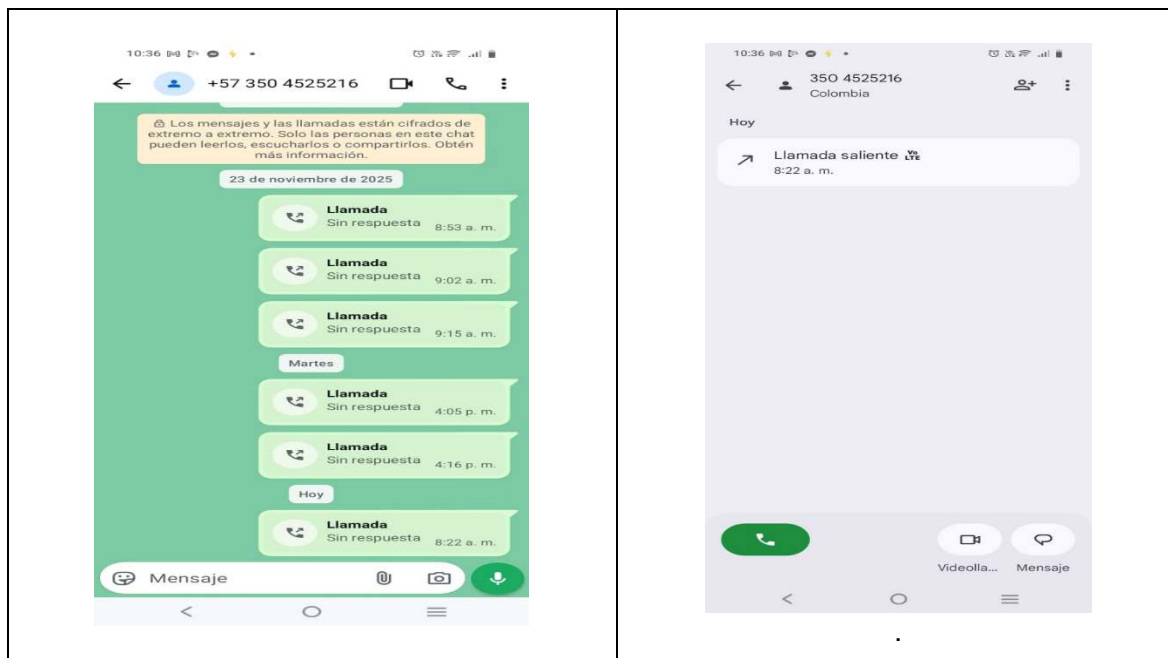 10:36
+57 350 4525216
Los mensajes y las llamadas están cifrados de
extremo a extremo. Solo las personas en este chat
pueden leerlos, escucharlos o compartirlos. Obtén
más información.
23 de noviembre de 2025
Llamada
Sin respuesta 8:53 a. m.
Llamada
Sin respuesta 9:02 a. m.
Llamada
Sin respuesta 9:15 a. m.
Martes
Llamada
Sin respuesta 4:05 p. m.
Llamada
Sin respuesta 4:16 p. m.
Hoy
Llamada
Sin respuesta 8:22 a. m.
Mensaje
10:36
350 4525216
Colombia
Hoy
Llamada saliente Vo LTE
8:22 a. m.
Videolla... Mensaje
.